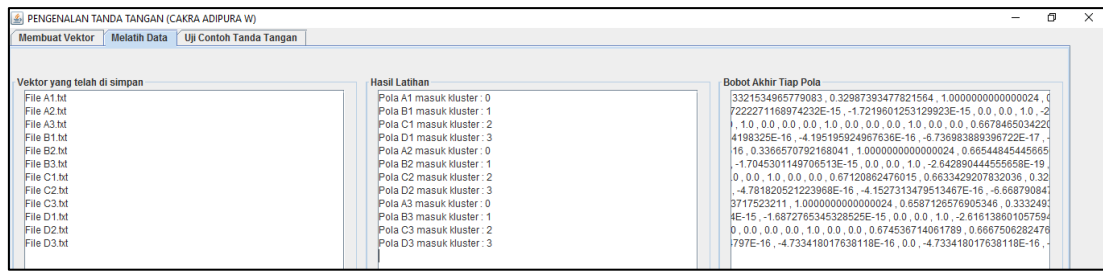 PENGENALAN TANDA TANGAN (CAKRA ADIPURA W)
Membuat Vektor Melatih Data Uji Contoh Tanda Tangan
Vektor yang telah di simpan
File A1.txt
File A2.txt
File A3.txt
File B1.txt
File B2.txt
File B3.txt
File C1.txt
File C2.txt
File C3.txt
File D1.txt
File D2.txt
File D3.txt
Hasil Latihan
Pola A1 masuk kluster : 0
Pola B1 masuk kluster : 1
Pola C1 masuk kluster : 2
Pola D1 masuk kluster : 3
Pola A2 masuk kluster : 0
Pola B2 masuk kluster : 1
Pola C2 masuk kluster : 2
Pola D2 masuk kluster : 3
Pola A3 masuk kluster : 0
Pola B3 masuk kluster : 1
Pola C3 masuk kluster : 2
Pola D3 masuk kluster : 3
Bobot Akhir Tiap Pola
3321534965779083 , 0.32987393477821564 , 1.0000000000000024 , 0
7222271168974232E-15 , -1.7219601253129923E-15 , 0.0 , 0.0 , 1.0 , -2
, 1.0 , 0.0 , 0.0 , 0.0 , 1.0 , 0.0 , 0.0 , 0.0 , 1.0 , 0.0 , 0.0 , 0.6678465034220
4198325E-16 , -4.195195924967636E-16 , -6.736983889396722E-17 , -
16 , 0.3366570792168041 , 1.0000000000000024 , 0.66544845445665
, -1.7045301149706513E-15 , 0.0 , 0.0 , 1.0 , -2.642890444555658E-19 ,
.0 , 0.0 , 1.0 , 0.0 , 0.0 , 0.67120862476015 , 0.6633429207832036 , 0.32
, -4.781820521223968E-16 , -4.1527313479513467E-16 , -6.668790847
3717523211 , 1.0000000000000024 , 0.6587126576905346 , 0.333249
4E-15 , -1.6872765345328525E-15 , 0.0 , 0.0 , 1.0 , -2.616138601057594
0 , 0.0 , 0.0 , 0.0 , 1.0 , 0.0 , 0.0 , 0.674536714061789 , 0.6667506282476
4797E-16 , -4.733418017638118E-16 , 0.0 , -4.733418017638118E-16 , -